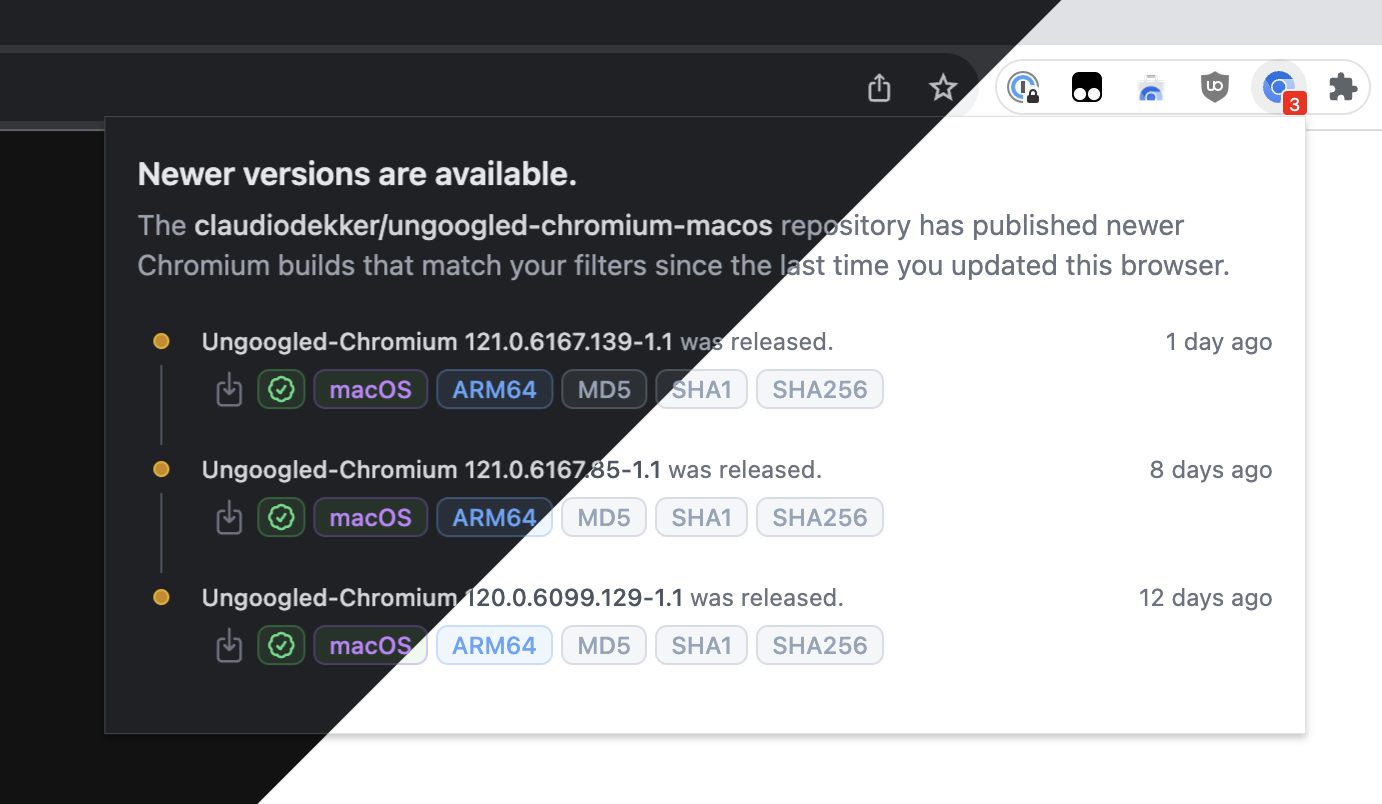 3
Newer versions are available.
The claudiodekker/ungoogled-chromium-macos repository has published newer
Chromium builds that match your filters since the last time you updated this browser.
Ungoogled-Chromium 121.0.6167.139-1.1 was released. 1 day ago
macOS ARM64 MD5 SHA1 SHA256
Ungoogled-Chromium 121.0.6167.85-1.1 was released. 8 days ago
macOS ARM64 MD5 SHA1 SHA256
Ungoogled-Chromium 120.0.6099.129-1.1 was released. 12 days ago
macOS ARM64 MD5 SHA1 SHA256